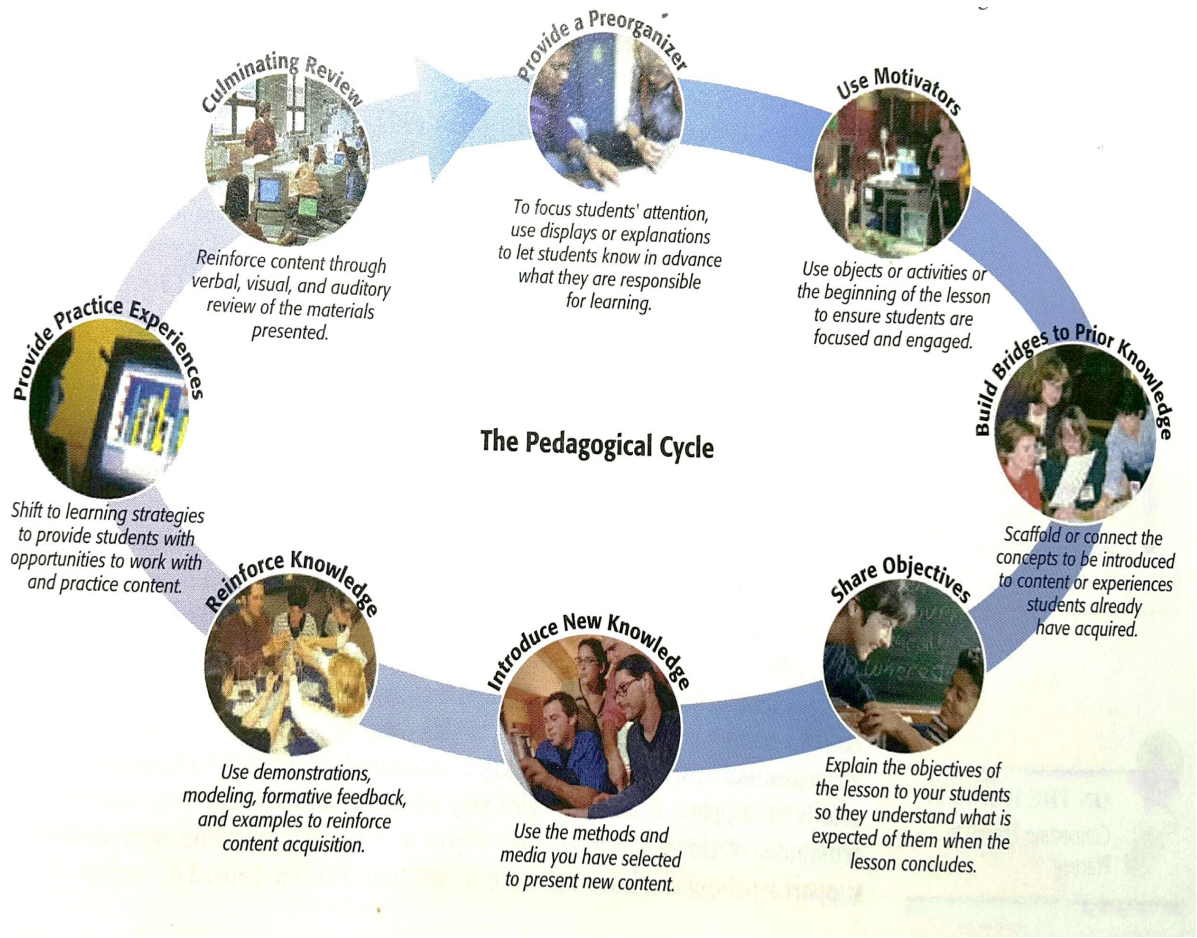 Provide a Preorganizer
To focus students' attention,
use displays or explanations
to let students know in advance
what they are responsible
for learning.
Use Motivators
Use objects or activities or
the beginning of the lesson
to ensure students are
focused and engaged.
Build Bridges to Prior Knowledge
Scaffold or connect the
concepts to be introduced
to content or experiences
students already
have acquired.
Share Objectives
Explain the objectives of
the lesson to your students
so they understand what is
expected of them when the
lesson concludes.
Introduce New Knowledge
Use the methods and
media you have selected
to present new content.
Reinforce Knowledge
Use demonstrations,
modeling, formative feedback,
and examples to reinforce
content acquisition.
Provide Practice Experiences
Shift to learning strategies
to provide students with
opportunities to work with
and practice content.
Culminating Review
Reinforce content through
verbal, visual, and auditory
review of the materials
presented.
The Pedagogical Cycle